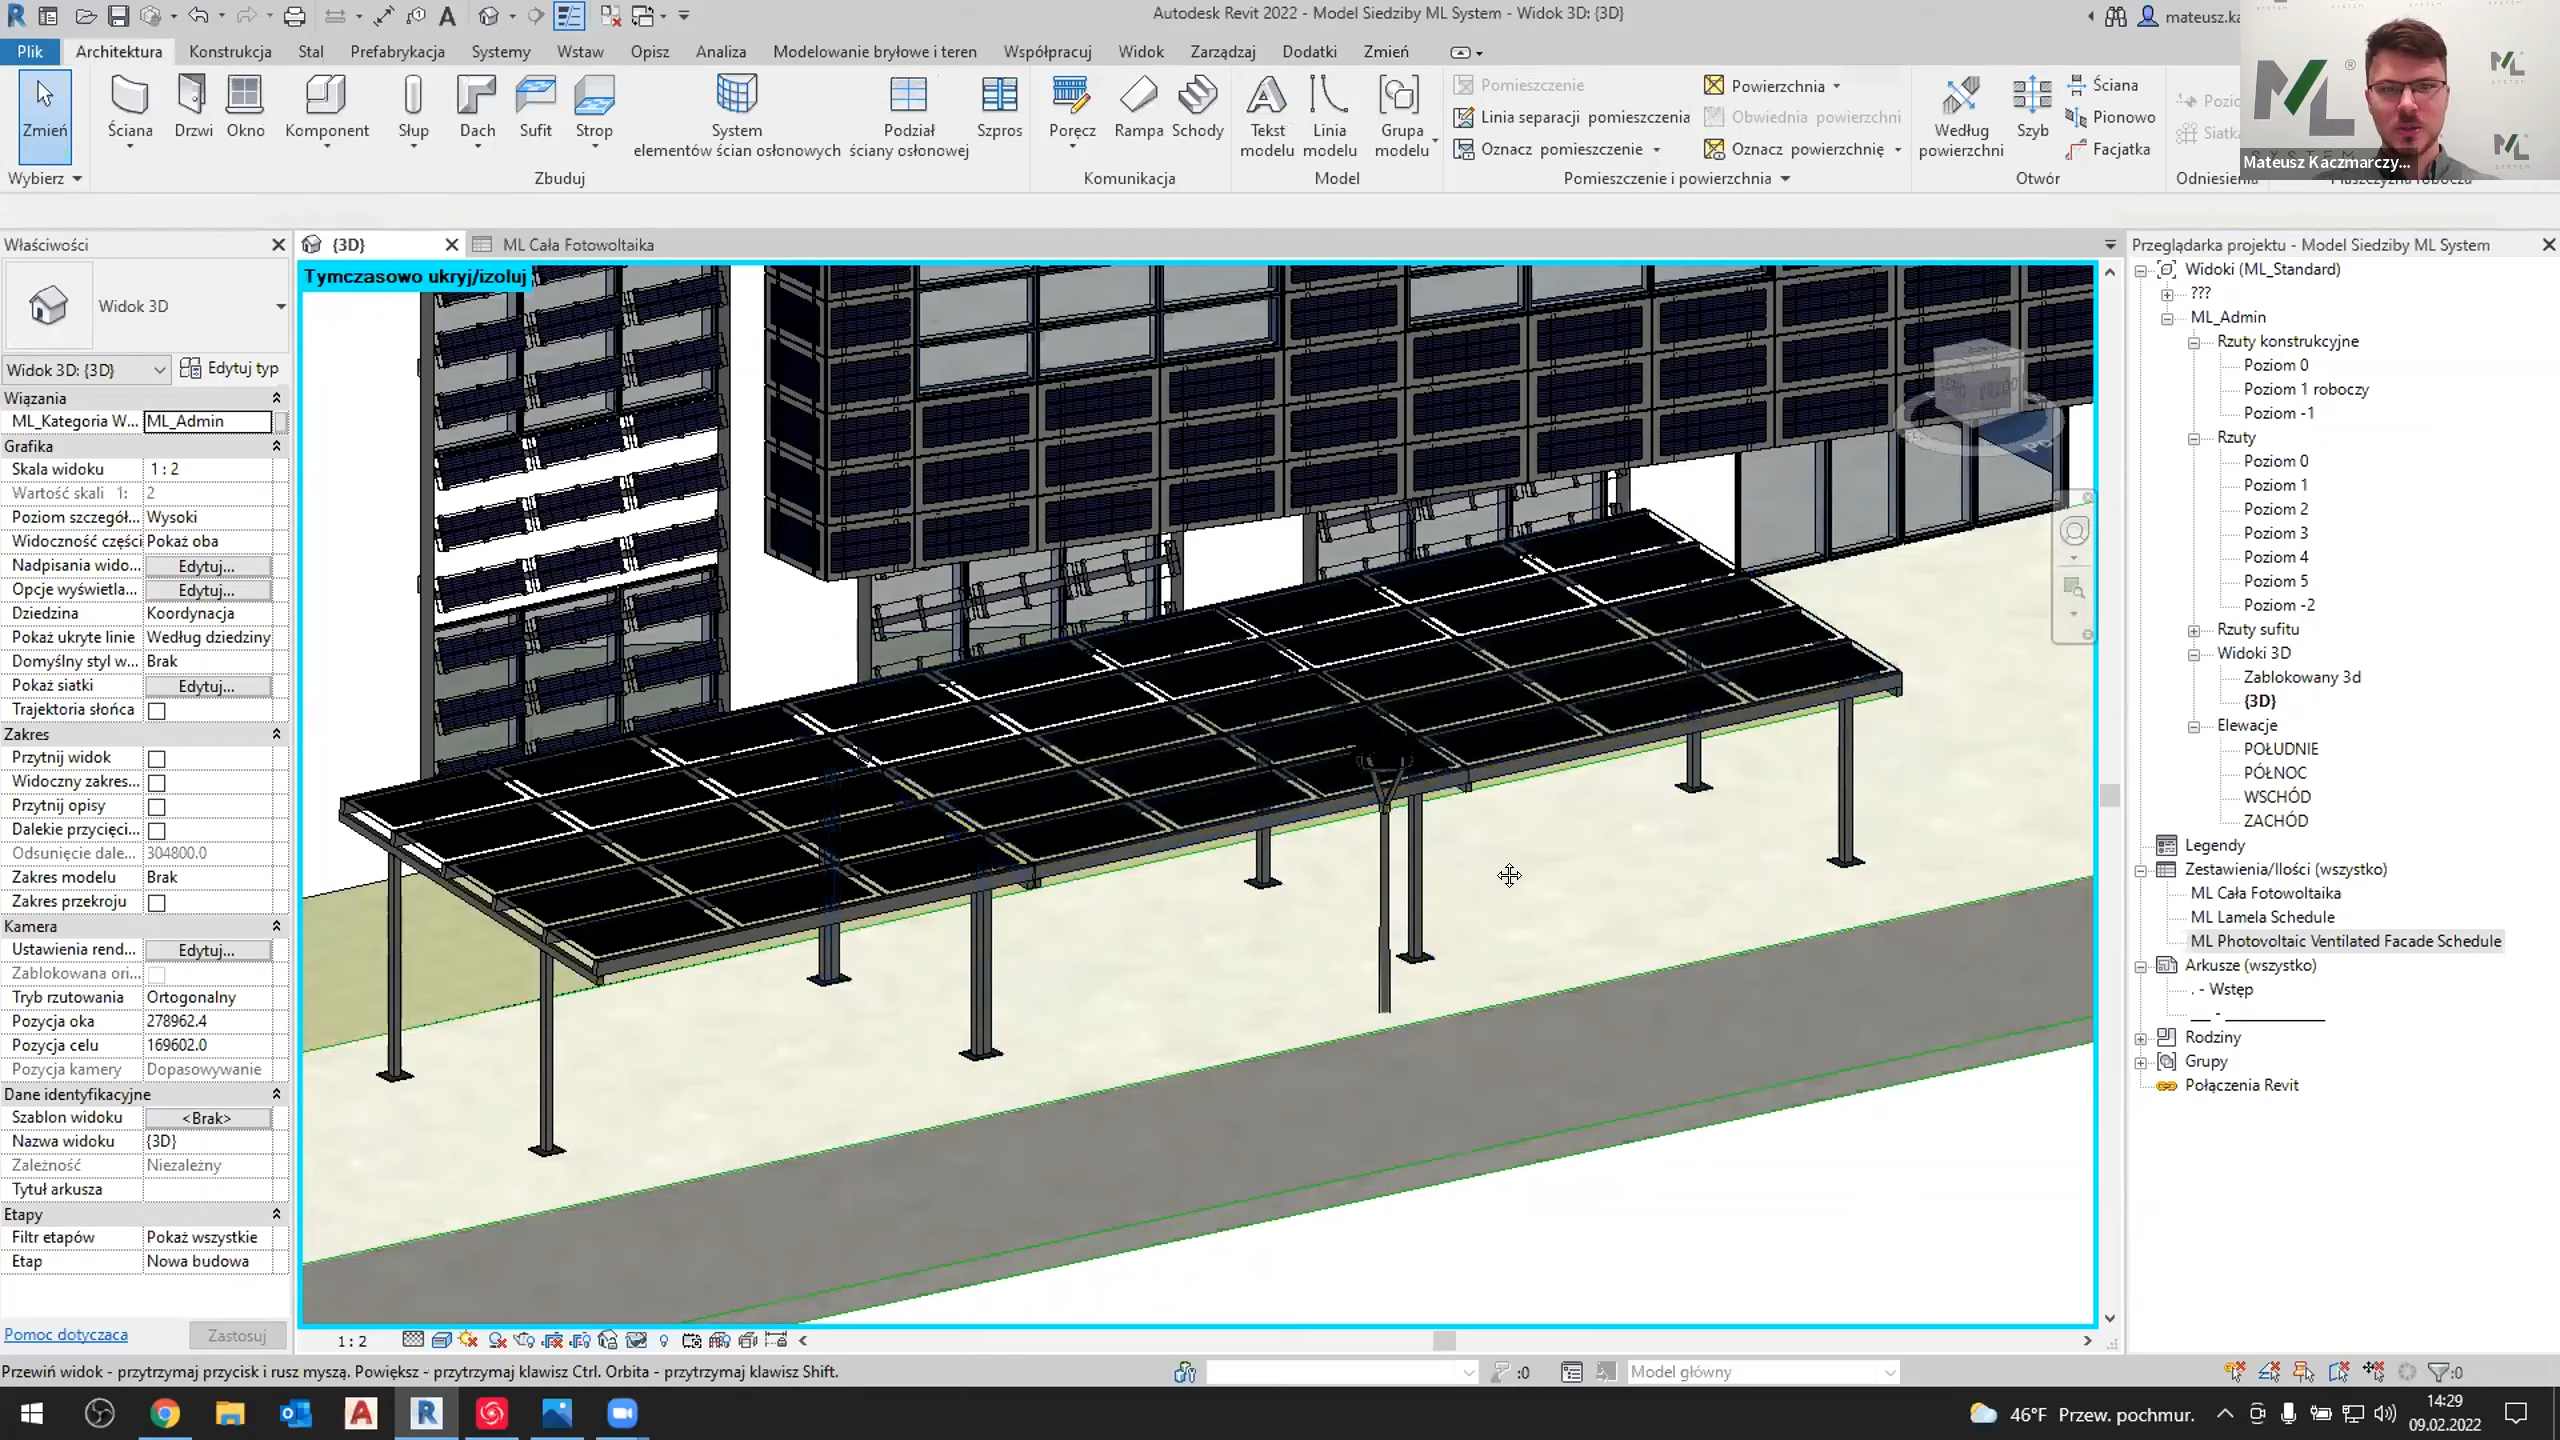 Autodesk Revit 2022 - Model Siedziby ML System - Widok 3D: {3D}
mateusz.ka
Plik
Architektura
Konstrukcja
Stal
Prefabrykacja
Systemy
Wstaw
Opisz
Analiza
Modelowanie bryłowe i teren
Współpracuj
Widok
Zarządzaj
Dodatki
Zmień
Zmień
Ściana
Drzwi
Okno
Komponent
Słup
Dach
Sufit
Strop
System
elementów ścian osłonowych
Podział
ściany osłonowej
Szpros
Poręcz
Rampa
Schody
Tekst
modelu
Linia
modelu
Grupa
modelu
Pomieszczenie
Linia separacji pomieszczenia
Oznacz pomieszczenie
Powierzchnia
Obwiednia powierzchni
Oznacz powierzchnię
Według
powierzchni
Szyb
Ściana
Pionowo
Facjatka
Wybierz
Zbuduj
Komunikacja
Model
Pomieszczenie i powierzchnia
Otwór
Odniesienia
ML
SYSTEM
Mateusz Kaczmarczy...
Właściwości
Widok 3D
Widok 3D: {3D}
Edytuj typ
Wiązania
ML_Kategoria W... ML_Admin
Grafika
Skala widoku 1 : 2
Wartość skali 1: 2
Poziom szczegół... Wysoki
Widoczność części Pokaż oba
Nadpisania wido... Edytuj...
Opcje wyświetla... Edytuj...
Dziedzina Koordynacja
Pokaż ukryte linie Według dziedziny
Domyślny styl w... Brak
Pokaż siatki Edytuj...
Trajektoria słońca
Zakres
Przytnij widok
Widoczny zakres...
Przytnij opisy
Dalekie przycięci...
Odsunięcie dale... 304800.0
Zakres modelu Brak
Zakres przekroju
Kamera
Ustawienia rend... Edytuj...
Zablokowana ori...
Tryb rzutowania Ortogonalny
Pozycja oka 278962.4
Pozycja celu 169602.0
Pozycja kamery Dopasowywanie
Dane identyfikacyjne
Szablon widoku <Brak>
Nazwa widoku {3D}
Zależność Niezależny
Tytuł arkusza
Etapy
Filtr etapów Pokaż wszystkie
Etap Nowa budowa
Pomoc dotycząca
Zastosuj
{3D}
ML Cała Fotowoltaika
Tymczasowo ukryj/izoluj
1 : 2
Przeglądarka projektu - Model Siedziby ML System
Widoki (ML_Standard)
???
ML_Admin
Rzuty konstrukcyjne
Poziom 0
Poziom 1 roboczy
Poziom -1
Rzuty
Poziom 0
Poziom 1
Poziom 2
Poziom 3
Poziom 4
Poziom 5
Poziom -2
Rzuty sufitu
Widoki 3D
Zablokowany 3d
{3D}
Elewacje
POŁUDNIE
PÓŁNOC
WSCHÓD
ZACHÓD
Legendy
Zestawienia/Ilości (wszystko)
ML Cała Fotowoltaika
ML Lamela Schedule
ML Photovoltaic Ventilated Facade Schedule
Arkusze (wszystko)
. - Wstęp
__ - ____________
Rodziny
Grupy
Połączenia Revit
Przewiń widok - przytrzymaj przycisk i rusz myszą. Powiększ - przytrzymaj klawisz Ctrl. Orbita - przytrzymaj klawisz Shift.
:0
Model główny
:0
46°F Przew. pochmur.
14:29
09.02.2022